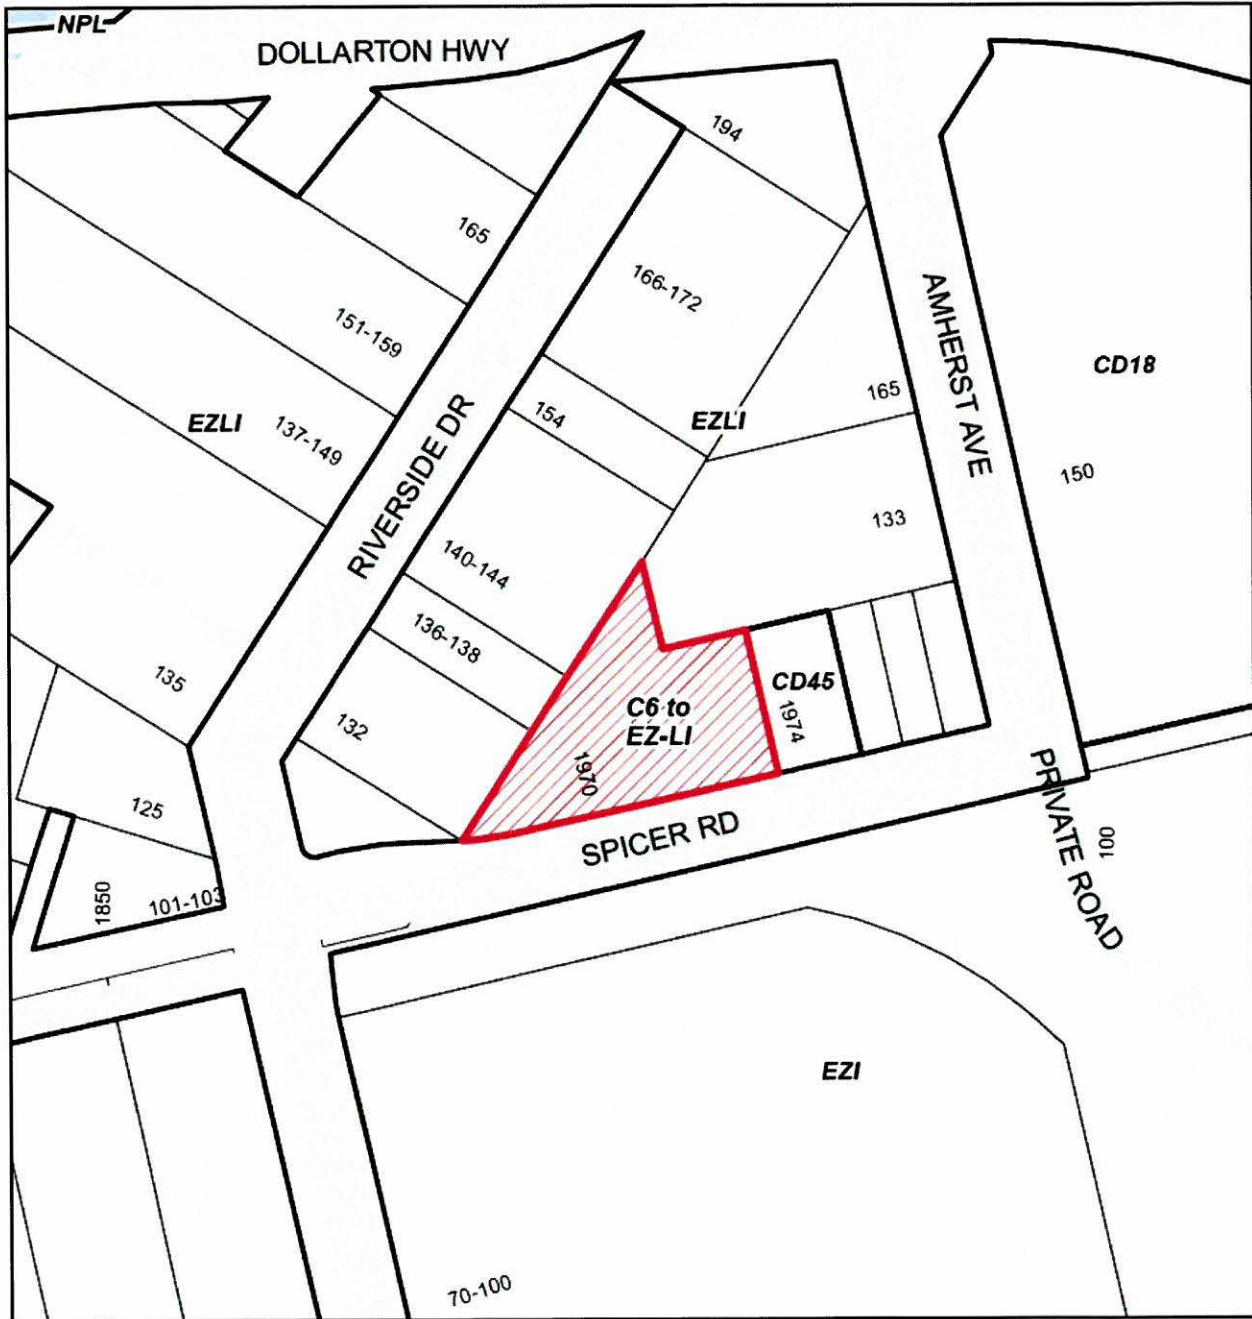 NPL
DOLLARTON HWY
194
165
166-172
151-159
AMHERST AVE
CD18
165
EZLI
154
EZLI
137-149
RIVERSIDE DR
150
133
140-144
136-138
135
132
C6 to
EZ-LI
CD45
1974
1970
125
SPICER RD
PRIVATE ROAD
100
1850
101-103
EZI
70-100